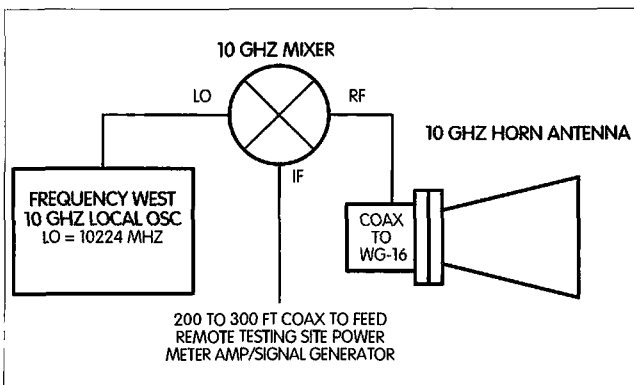 10 GHZ MIXER
LO
RF
10 GHZ HORN ANTENNA
IF
FREQUENCY WEST
10 GHZ LOCAL OSC
LO = 10224 MHZ
COAX
TO
WG-16
200 TO 300 FT COAX TO FEED
REMOTE TESTING SITE POWER
METER AMP/SIGNAL GENERATOR